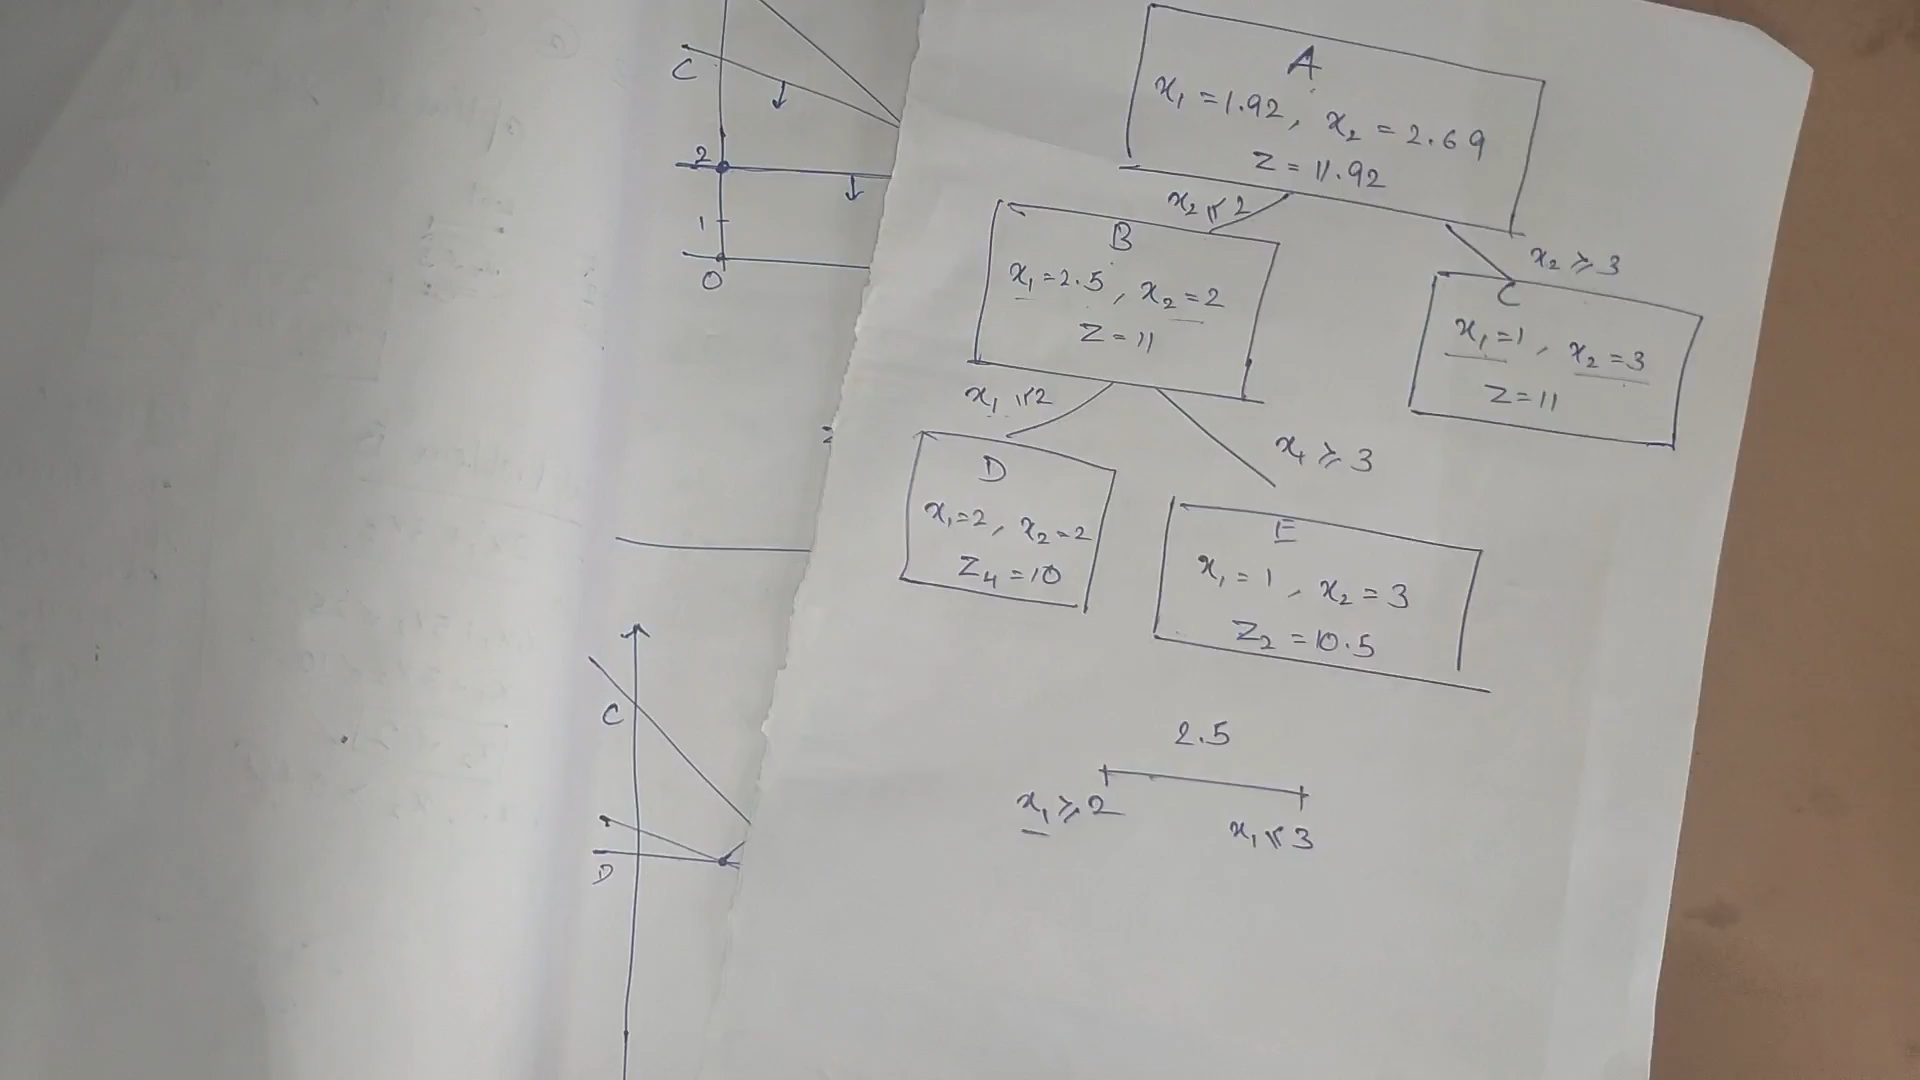 C
2
1
0
C
D
A
x₁ = 1.92, x₂ = 2.69
Z = 11.92
x₂ ≤ 2
x₂ ≥ 3
B
x₁ = 2.5, x₂ = 2
Z = 11
C
x₁ = 1, x₂ = 3
Z = 11
x₁ ≤ 2
x₁ ≥ 3
D
x₁ = 2, x₂ = 2
Z₄ = 10
E
x₁ = 1, x₂ = 3
Z₂ = 10.5
2.5
x₁ ≥ 2
x₁ ≤ 3